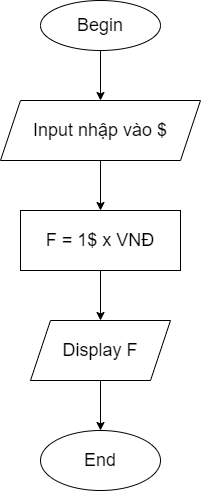 Begin
Input nhập vào $
F = 1$ x VNĐ
Display F
End